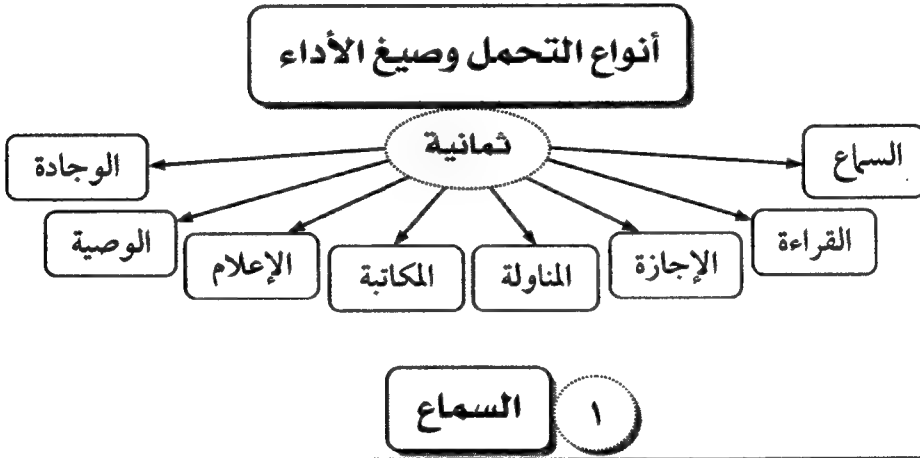 أنواع التحمل وصيغ الأداء
ثمانية
السماع
القراءة
الإجازة
المناولة
المكاتبة
الإعلام
الوصية
الوجادة
١ السماع